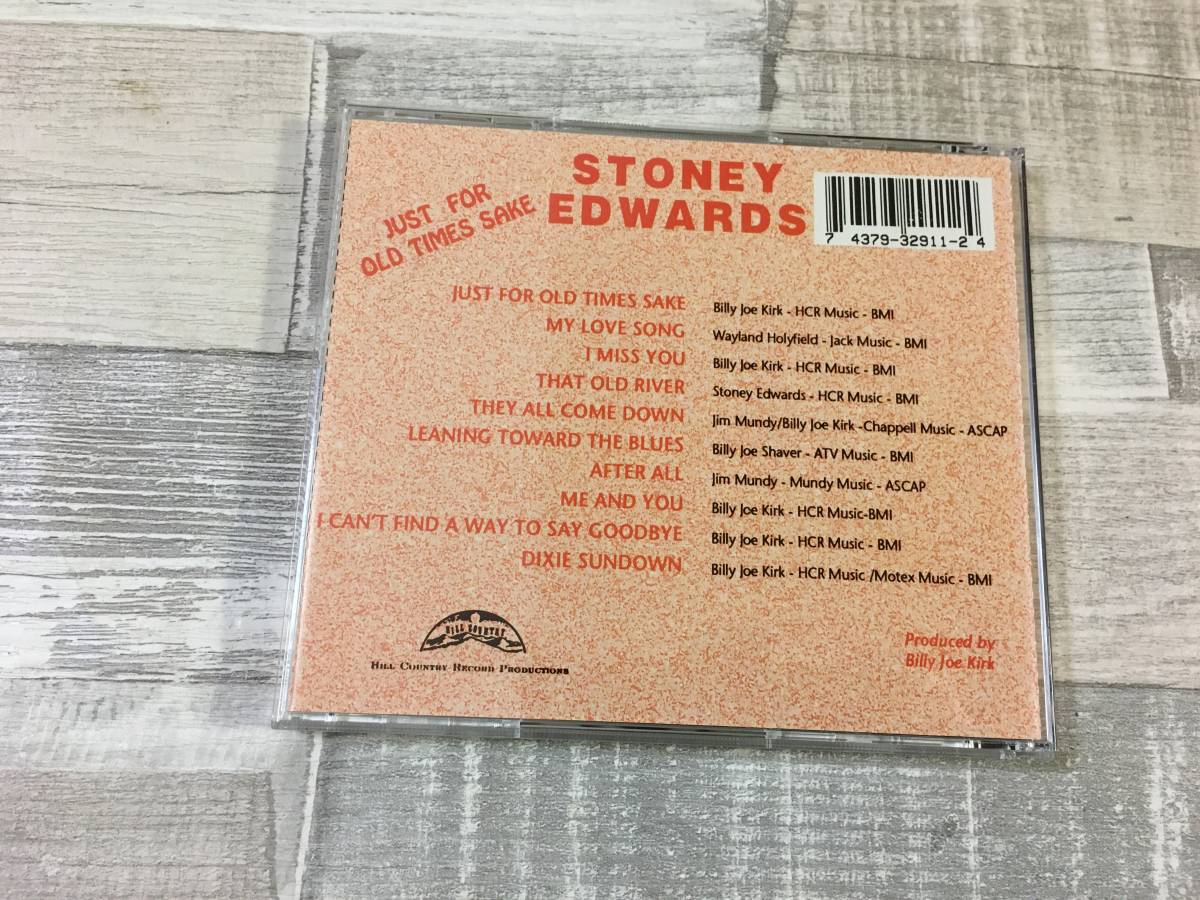 STONEY
EDWARDS
JUST FOR
OLD TIMES SAKE
7 4379-32911-2 4
JUST FOR OLD TIMES SAKE Billy Joe Kirk - HCR Music - BMI
MY LOVE SONG Wayland Holyfield - Jack Music - BMI
I MISS YOU Billy Joe Kirk - HCR Music - BMI
THAT OLD RIVER Stoney Edwards - HCR Music - BMI
THEY ALL COME DOWN Jim Mundy/Billy Joe Kirk -Chappell Music - ASCAP
LEANING TOWARD THE BLUES Billy Joe Shaver - ATV Music - BMI
AFTER ALL Jim Mundy - Mundy Music - ASCAP
ME AND YOU Billy Joe Kirk - HCR Music-BMI
I CAN'T FIND A WAY TO SAY GOODBYE Billy Joe Kirk - HCR Music - BMI
DIXIE SUNDOWN Billy Joe Kirk - HCR Music /Motex Music - BMI
HILL COUNTRY
HILL COUNTRY RECORD PRODUCTIONS
Produced by
Billy Joe Kirk